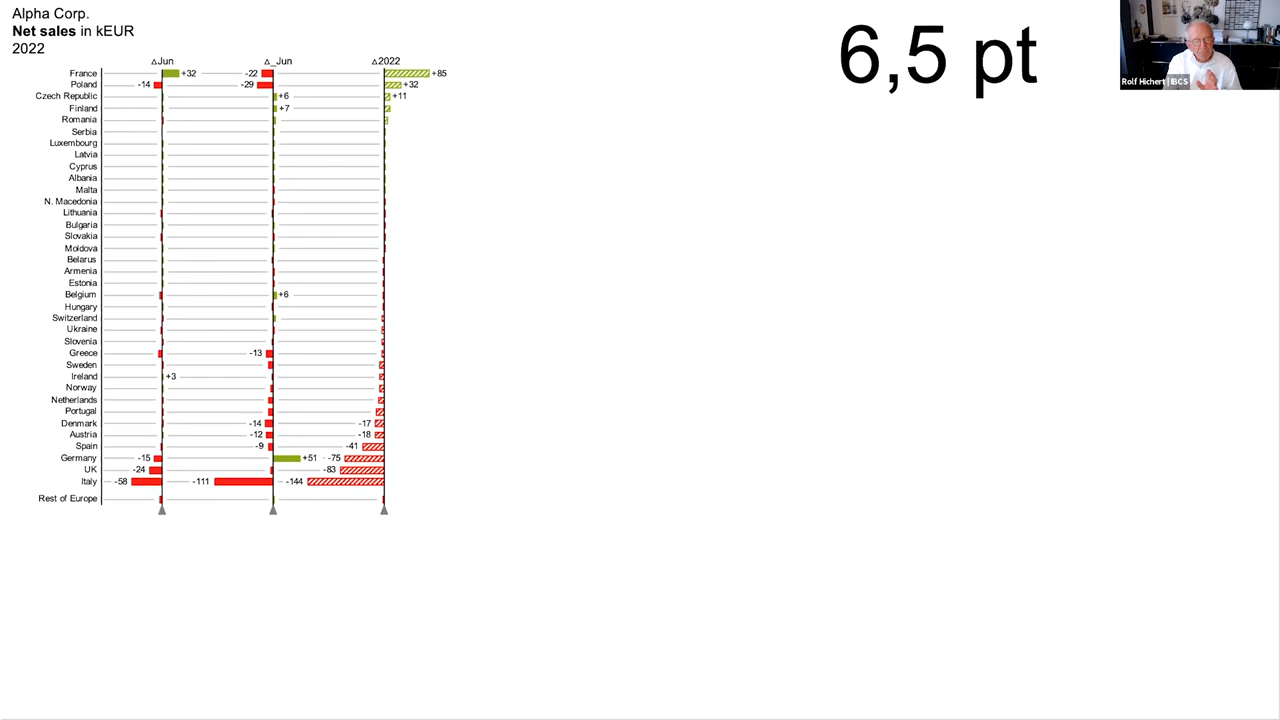 Alpha Corp.
Net sales in kEUR
2022
6,5 pt
Rolf Hichert | IBCS
ΔJun Δ_Jun Δ2022
France +32 -22 +85
Poland -14 -29 +32
Czech Republic +6 +11
Finland +7
Romania
Serbia
Luxembourg
Latvia
Cyprus
Albania
Malta
N. Macedonia
Lithuania
Bulgaria
Slovakia
Moldova
Belarus
Armenia
Estonia
Belgium +6
Hungary
Switzerland
Ukraine
Slovenia
Greece -13
Sweden
Ireland +3
Norway
Netherlands
Portugal
Denmark -14 -17
Austria -12 -18
Spain -9 -41
Germany -15 +51 -75
UK -24 -83
Italy -58 -111 -144
Rest of Europe